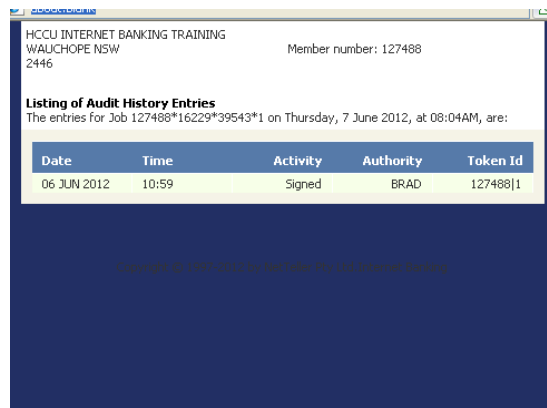 about:blank
HCCU INTERNET BANKING TRAINING
WAUCHOPE NSW Member number: 127488
2446
Listing of Audit History Entries
The entries for Job 127488*16229*39543*1 on Thursday, 7 June 2012, at 08:04AM, are:
Date Time Activity Authority Token Id
06 JUN 2012 10:59 Signed BRAD 127488|1